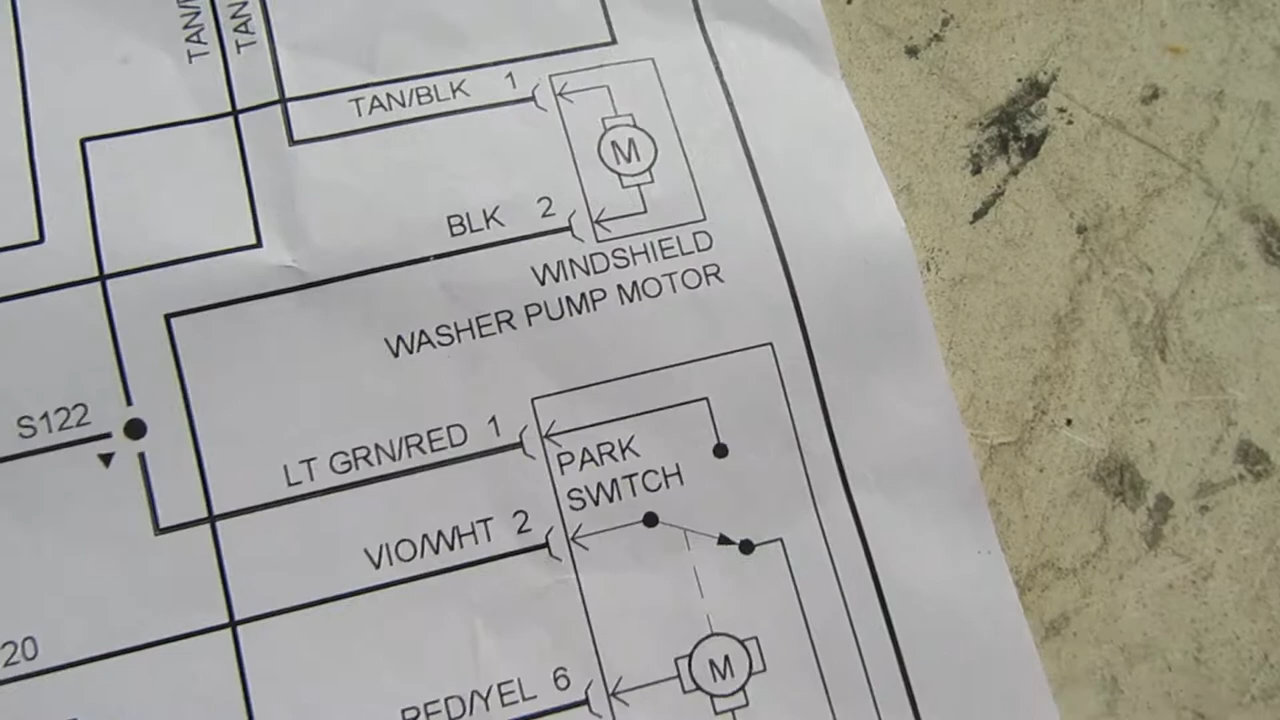 TAN/
TAN
TAN/BLK 1
M
BLK 2
WINDSHIELD
WASHER PUMP MOTOR
S122
LT GRN/RED 1
PARK
SWITCH
VIO/WHT 2
20
M
RED/YEL 6